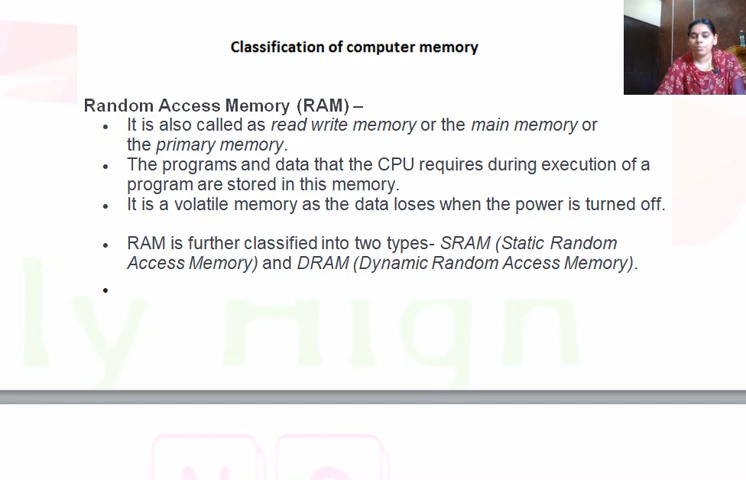 Classification of computer memory
Random Access Memory (RAM) –
• It is also called as read write memory or the main memory or
the primary memory.
• The programs and data that the CPU requires during execution of a
program are stored in this memory.
• It is a volatile memory as the data loses when the power is turned off.
• RAM is further classified into two types- SRAM (Static Random
Access Memory) and DRAM (Dynamic Random Access Memory).
•
ly High